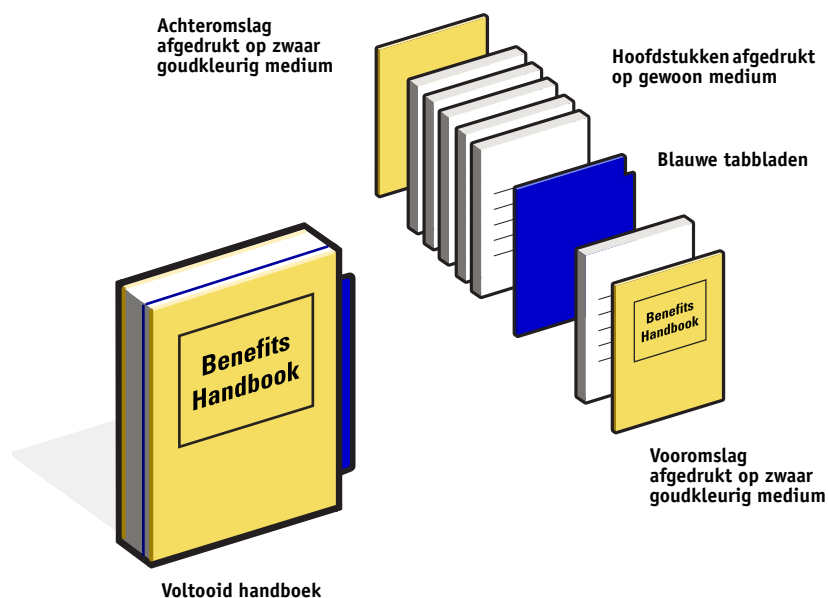 Achteromslag
afgedrukt op zwaar
goudkleurig medium
Hoofdstukken afgedrukt
op gewoon medium
Blauwe tabbladen
Benefits
Handbook
Benefits
Handbook
Vooromslag
afgedrukt op zwaar
goudkleurig medium
Voltooid handboek